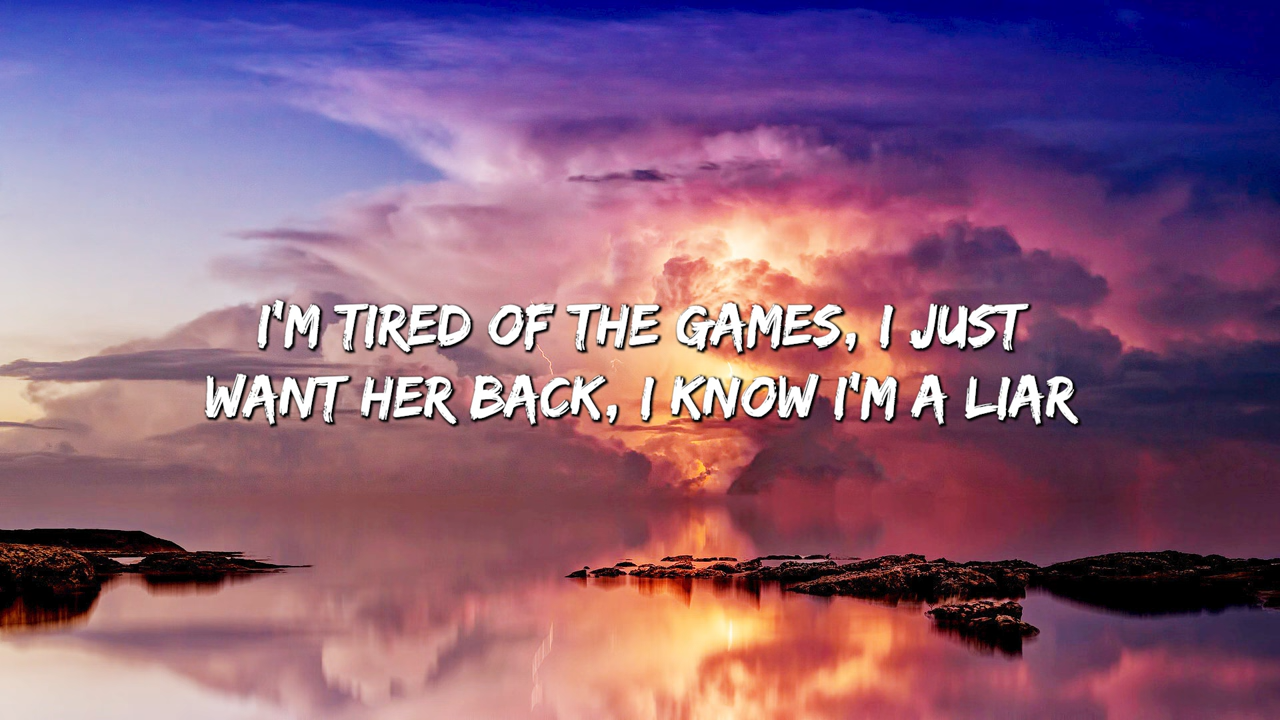 I'M TIRED OF THE GAMES, I JUST
WANT HER BACK, I KNOW I'M A LIAR